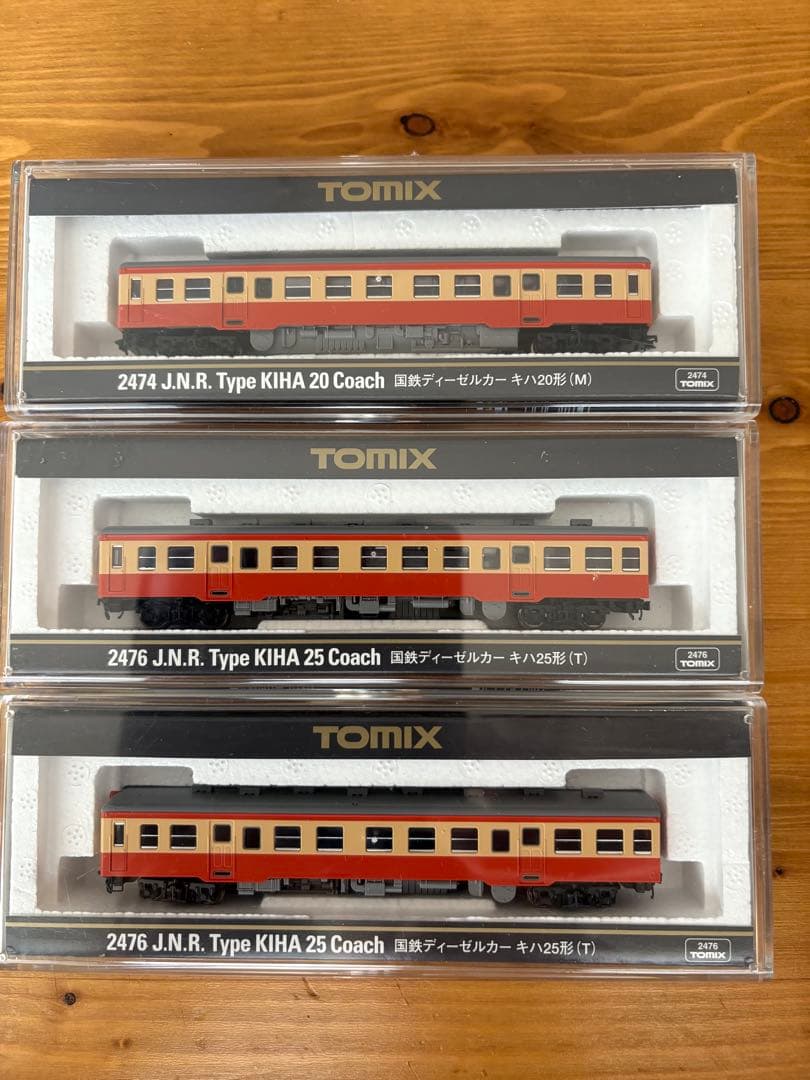 TOMIX
2474 J.N.R. Type KIHA 20 Coach 国鉄ディーゼルカー キハ20形(M)
2474
TOMIX
TOMIX
2476 J.N.R. Type KIHA 25 Coach 国鉄ディーゼルカー キハ25形(T)
2476
TOMIX
TOMIX
2476 J.N.R. Type KIHA 25 Coach 国鉄ディーゼルカー キハ25形(T)
2476
TOMIX